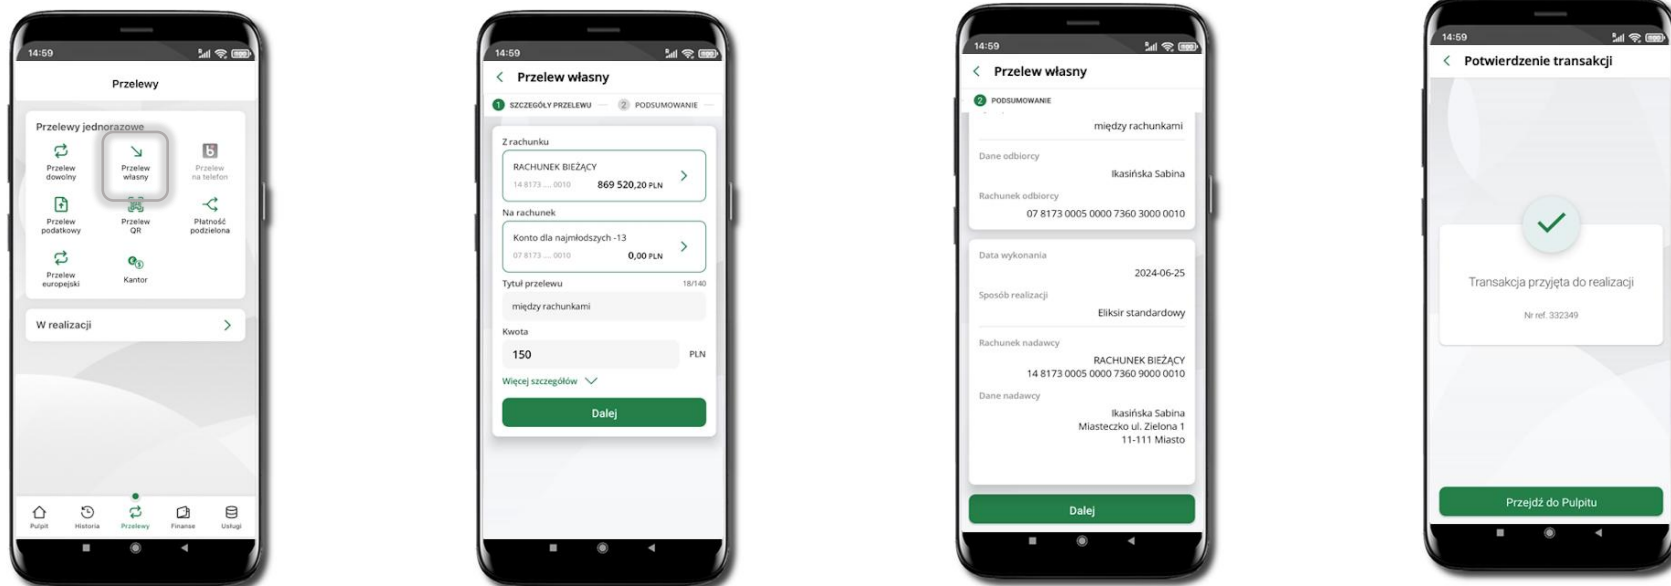 14:59
Przelewy
Przelewy jednorazowe
Przelew dowolny
Przelew własny
Przelew na telefon
Przelew podatkowy
Przelew QR
Płatność podzielona
Przelew europejski
Kantor
W realizacji
Pulpit Historia Przelewy Finanse Usługi
14:59
Przelew własny
1 SZCZEGÓŁY PRZELEWU 2 PODSUMOWANIE
Z rachunku
RACHUNEK BIEŻĄCY
14 8173 .... 0010 869 520,20 PLN
Na rachunek
Konto dla najmłodszych -13
07 8173 .... 0010 0,00 PLN
Tytuł przelewu 18/140
między rachunkami
Kwota
150 PLN
Więcej szczegółów
Dalej
14:59
Przelew własny
2 PODSUMOWANIE
między rachunkami
Dane odbiorcy
Ikasińska Sabina
Rachunek odbiorcy
07 8173 0005 0000 7360 3000 0010
Data wykonania
2024-06-25
Sposób realizacji
Eliksir standardowy
Rachunek nadawcy
RACHUNEK BIEŻĄCY
14 8173 0005 0000 7360 9000 0010
Dane nadawcy
Ikasińska Sabina
Miasteczko ul. Zielona 1
11-111 Miasto
Dalej
14:59
Potwierdzenie transakcji
Transakcja przyjęta do realizacji
Nr ref. 332349
Przejdź do Pulpitu